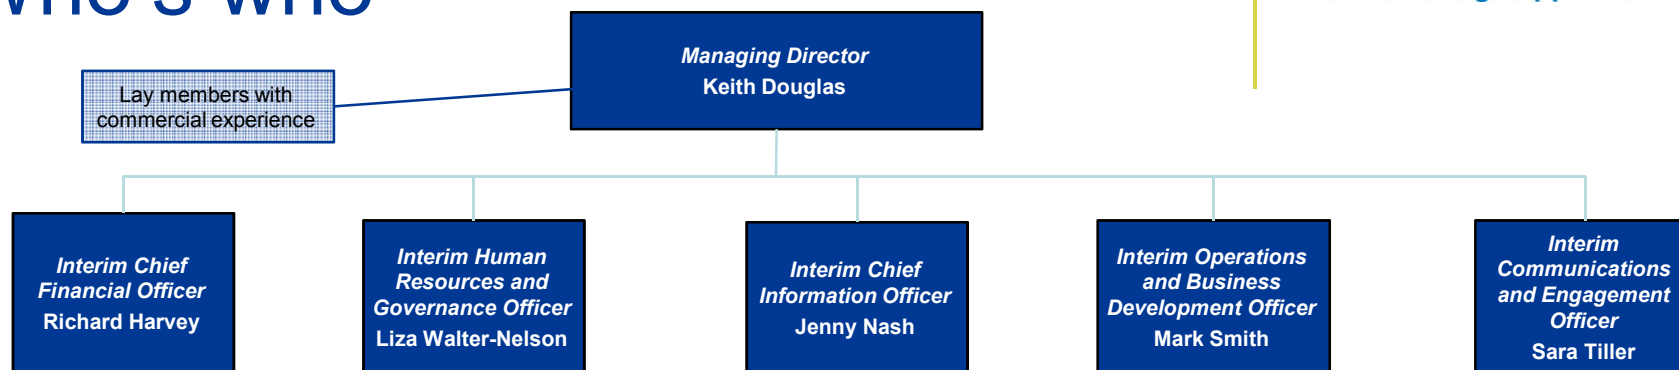 who's who
Managing Director
Keith Douglas
Lay members with
commercial experience
Interim Chief
Financial Officer
Richard Harvey
Interim Human
Resources and
Governance Officer
Liza Walter-Nelson
Interim Chief
Information Officer
Jenny Nash
Interim Operations
and Business
Development Officer
Mark Smith
Interim
Communications
and Engagement
Officer
Sara Tiller